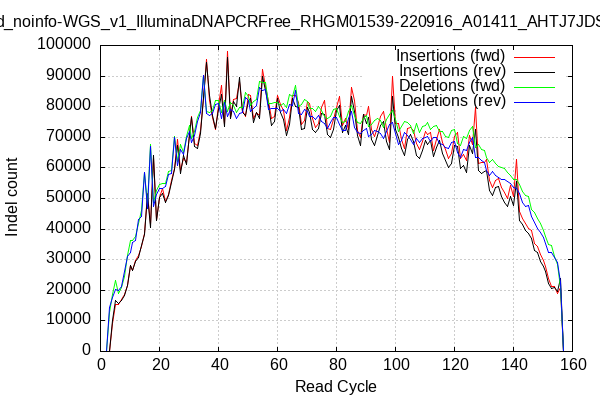 d_noinfo-WGS_v1_IlluminaDNAPCRFree_RHGM01539-220916_A01411_AHTJ7JDS
Insertions (fwd)
Insertions (rev)
Deletions (fwd)
Deletions (rev)
100000
90000
80000
70000
60000
50000
40000
30000
20000
10000
0
Indel count
0 20 40 60 80 100 120 140 160
Read Cycle